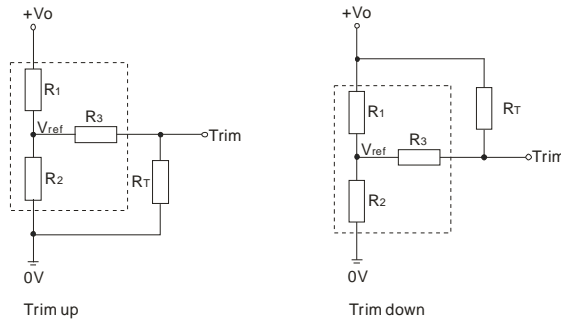 +Vo
R1
Vref
R3
Trim
R2
RT
0V
Trim up
+Vo
R1
RT
Vref
R3
Trim
R2
0V
Trim down